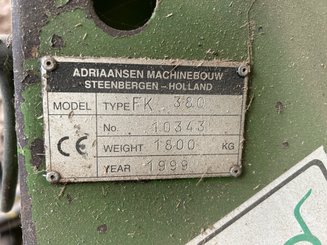 ADRIAANSEN MACHINEBOUW
STEENBERGEN - HOLLAND
MODEL TYPE FK 380
No. 10343
CE WEIGHT 1800 KG
YEAR 1999